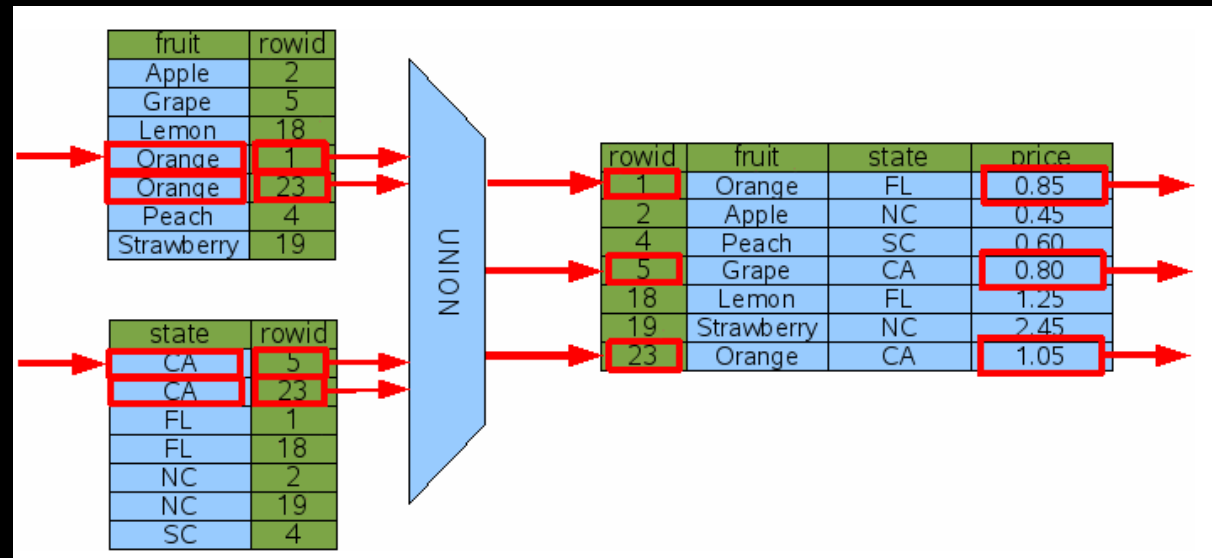 fruit rowid
Apple 2
Grape 5
Lemon 18
Orange 1
Orange 23
Peach 4
Strawberry 19
state rowid
CA 5
CA 23
FL 1
FL 18
NC 2
NC 19
SC 4
UNION
rowid fruit state price
1 Orange FL 0.85
2 Apple NC 0.45
4 Peach SC 0.60
5 Grape CA 0.80
18 Lemon FL 1.25
19 Strawberry NC 2.45
23 Orange CA 1.05